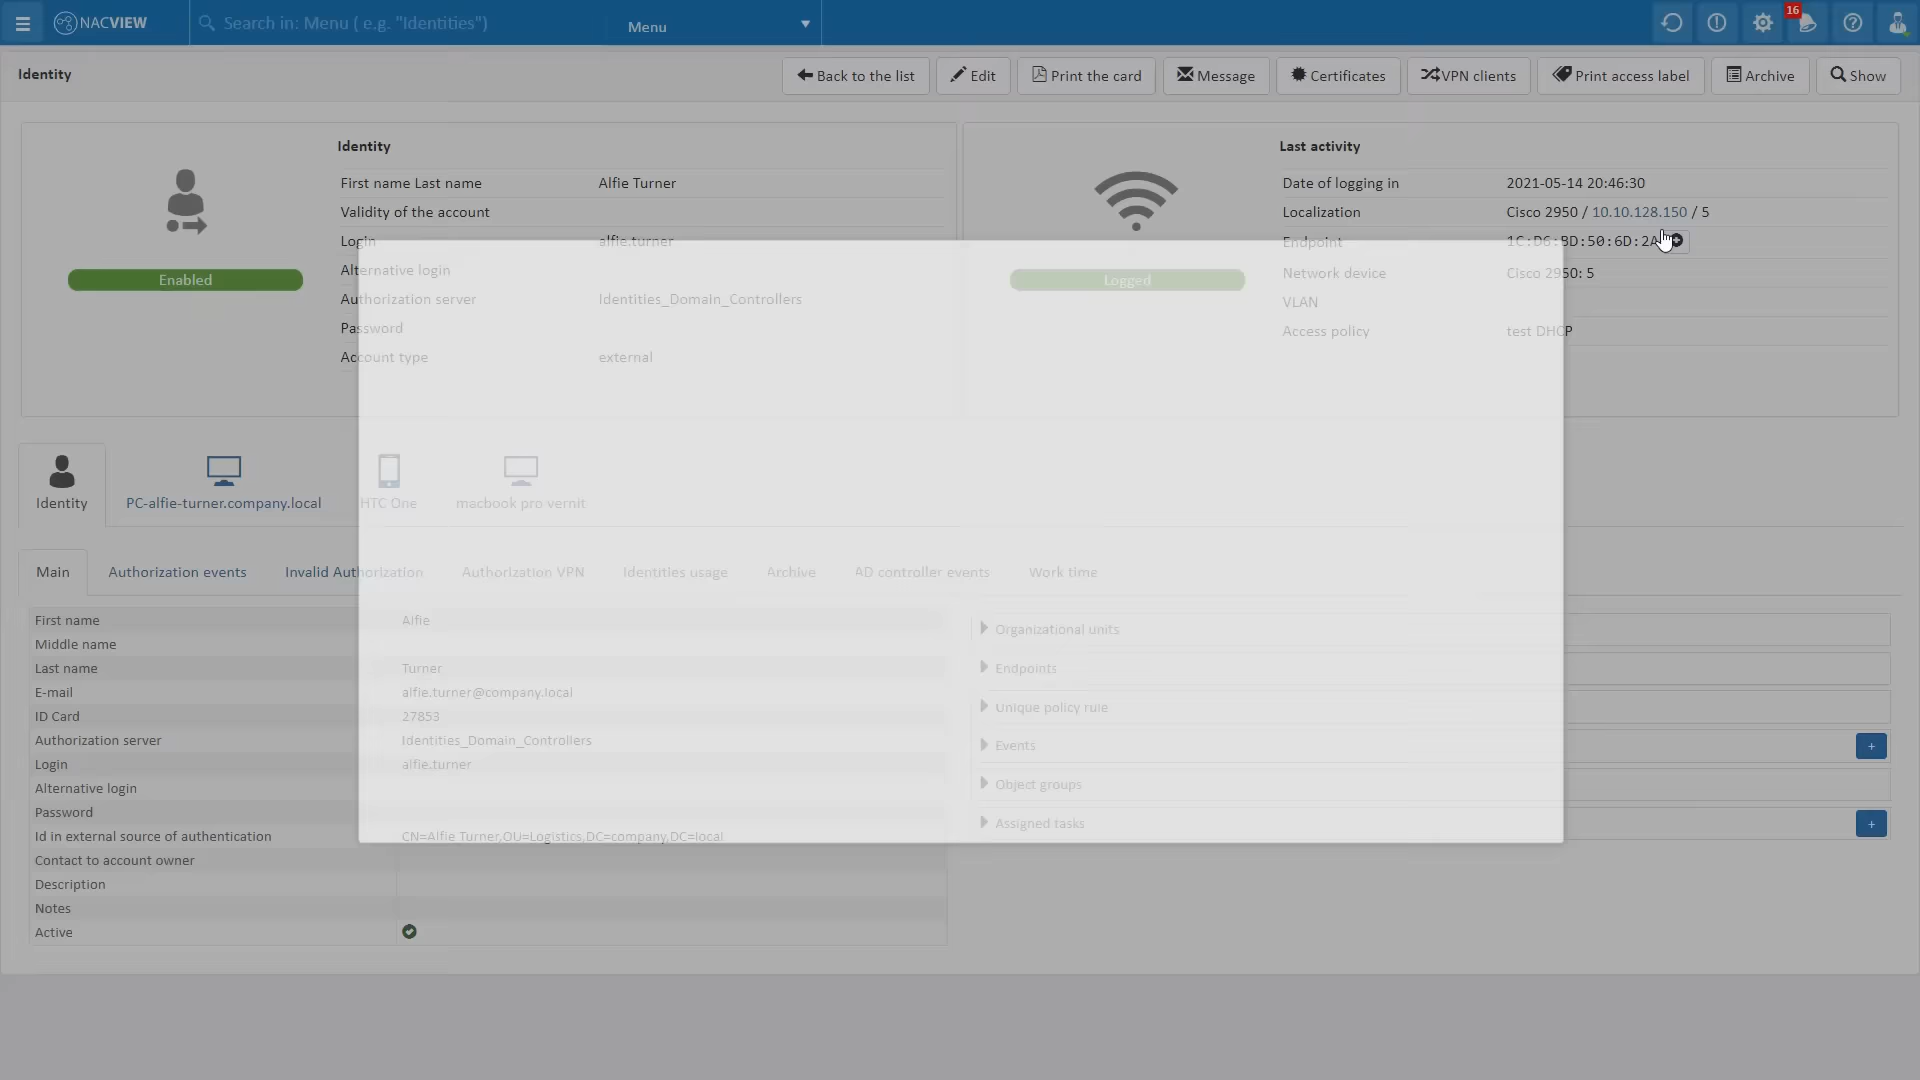 NACVIEW
Search in: Menu ( e.g. "Identities")
Menu
16
Identity
Back to the list
Edit
Print the card
Message
Certificates
VPN clients
Print access label
Archive
Show
Identity
First name Last name Alfie Turner
Validity of the account
Login alfie.turner
Alternative login
Authorization server Identities_Domain_Controllers
Password
Account type external
Enabled
Last activity
Date of logging in 2021-05-14 20:46:30
Localization Cisco 2950 / 10.10.128.150 / 5
Endpoint 1C:D6:BD:50:6D:2A
Network device Cisco 2950: 5
VLAN
Access policy test DHCP
Logged
Identity
PC-alfie-turner.company.local
HTC One
macbook pro vernit
Main
Authorization events
Invalid Authorization
Authorization VPN
Identities usage
Archive
AD controller events
Work time
First name Alfie
Middle name
Last name Turner
E-mail alfie.turner@company.local
ID Card 27853
Authorization server Identities_Domain_Controllers
Login alfie.turner
Alternative login
Password
Id in external source of authentication CN=Alfie Turner,OU=Logistics,DC=company,DC=local
Contact to account owner
Description
Notes
Active
Organizational units
Endpoints
Unique policy rule
Events
+
Object groups
Assigned tasks
+